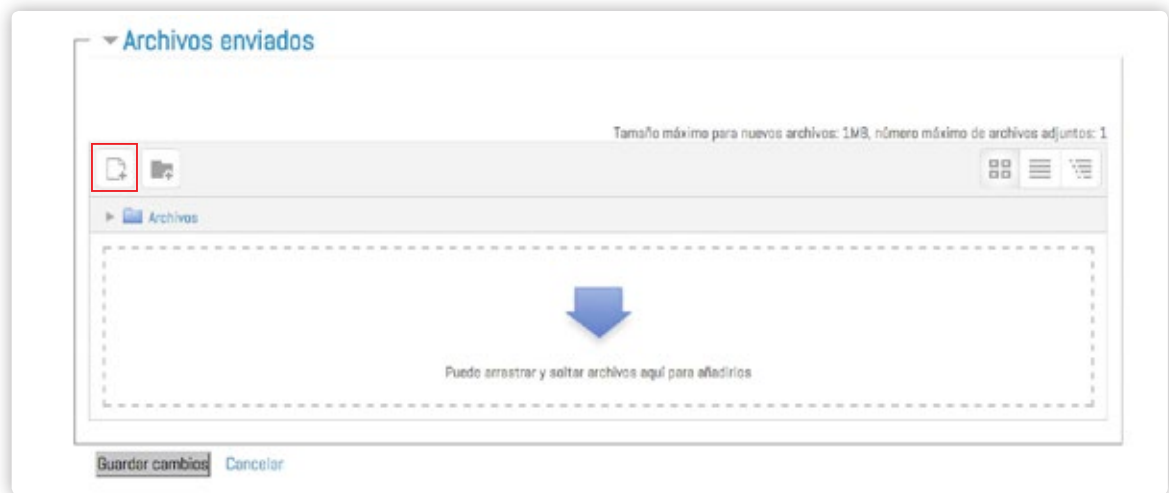 Archivos enviados
Tamaño máximo para nuevos archivos: 1MB, número máximo de archivos adjuntos: 1
Archivos
Puede arrastrar y soltar archivos aquí para añadirlos
Guardar cambios Cancelar